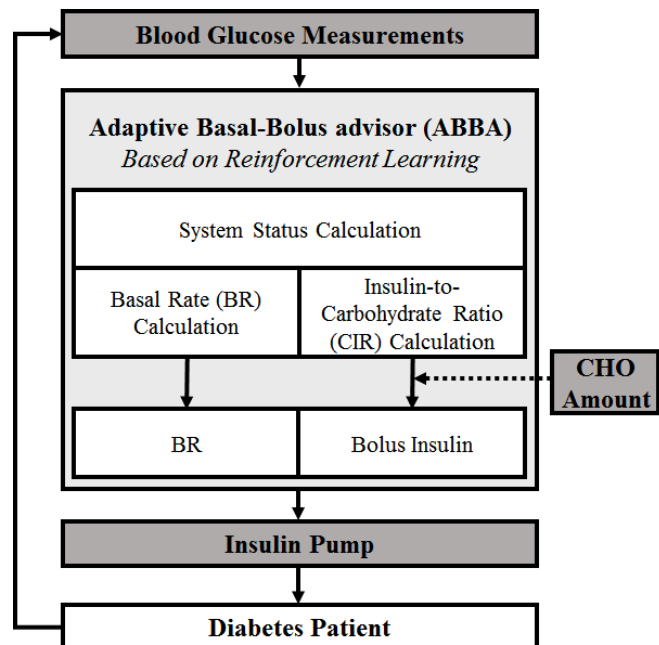 Blood Glucose Measurements
Adaptive Basal-Bolus advisor (ABBA)
Based on Reinforcement Learning
System Status Calculation
Basal Rate (BR)
Calculation
Insulin-to-
Carbohydrate Ratio
(CIR) Calculation
CHO
Amount
BR
Bolus Insulin
Insulin Pump
Diabetes Patient